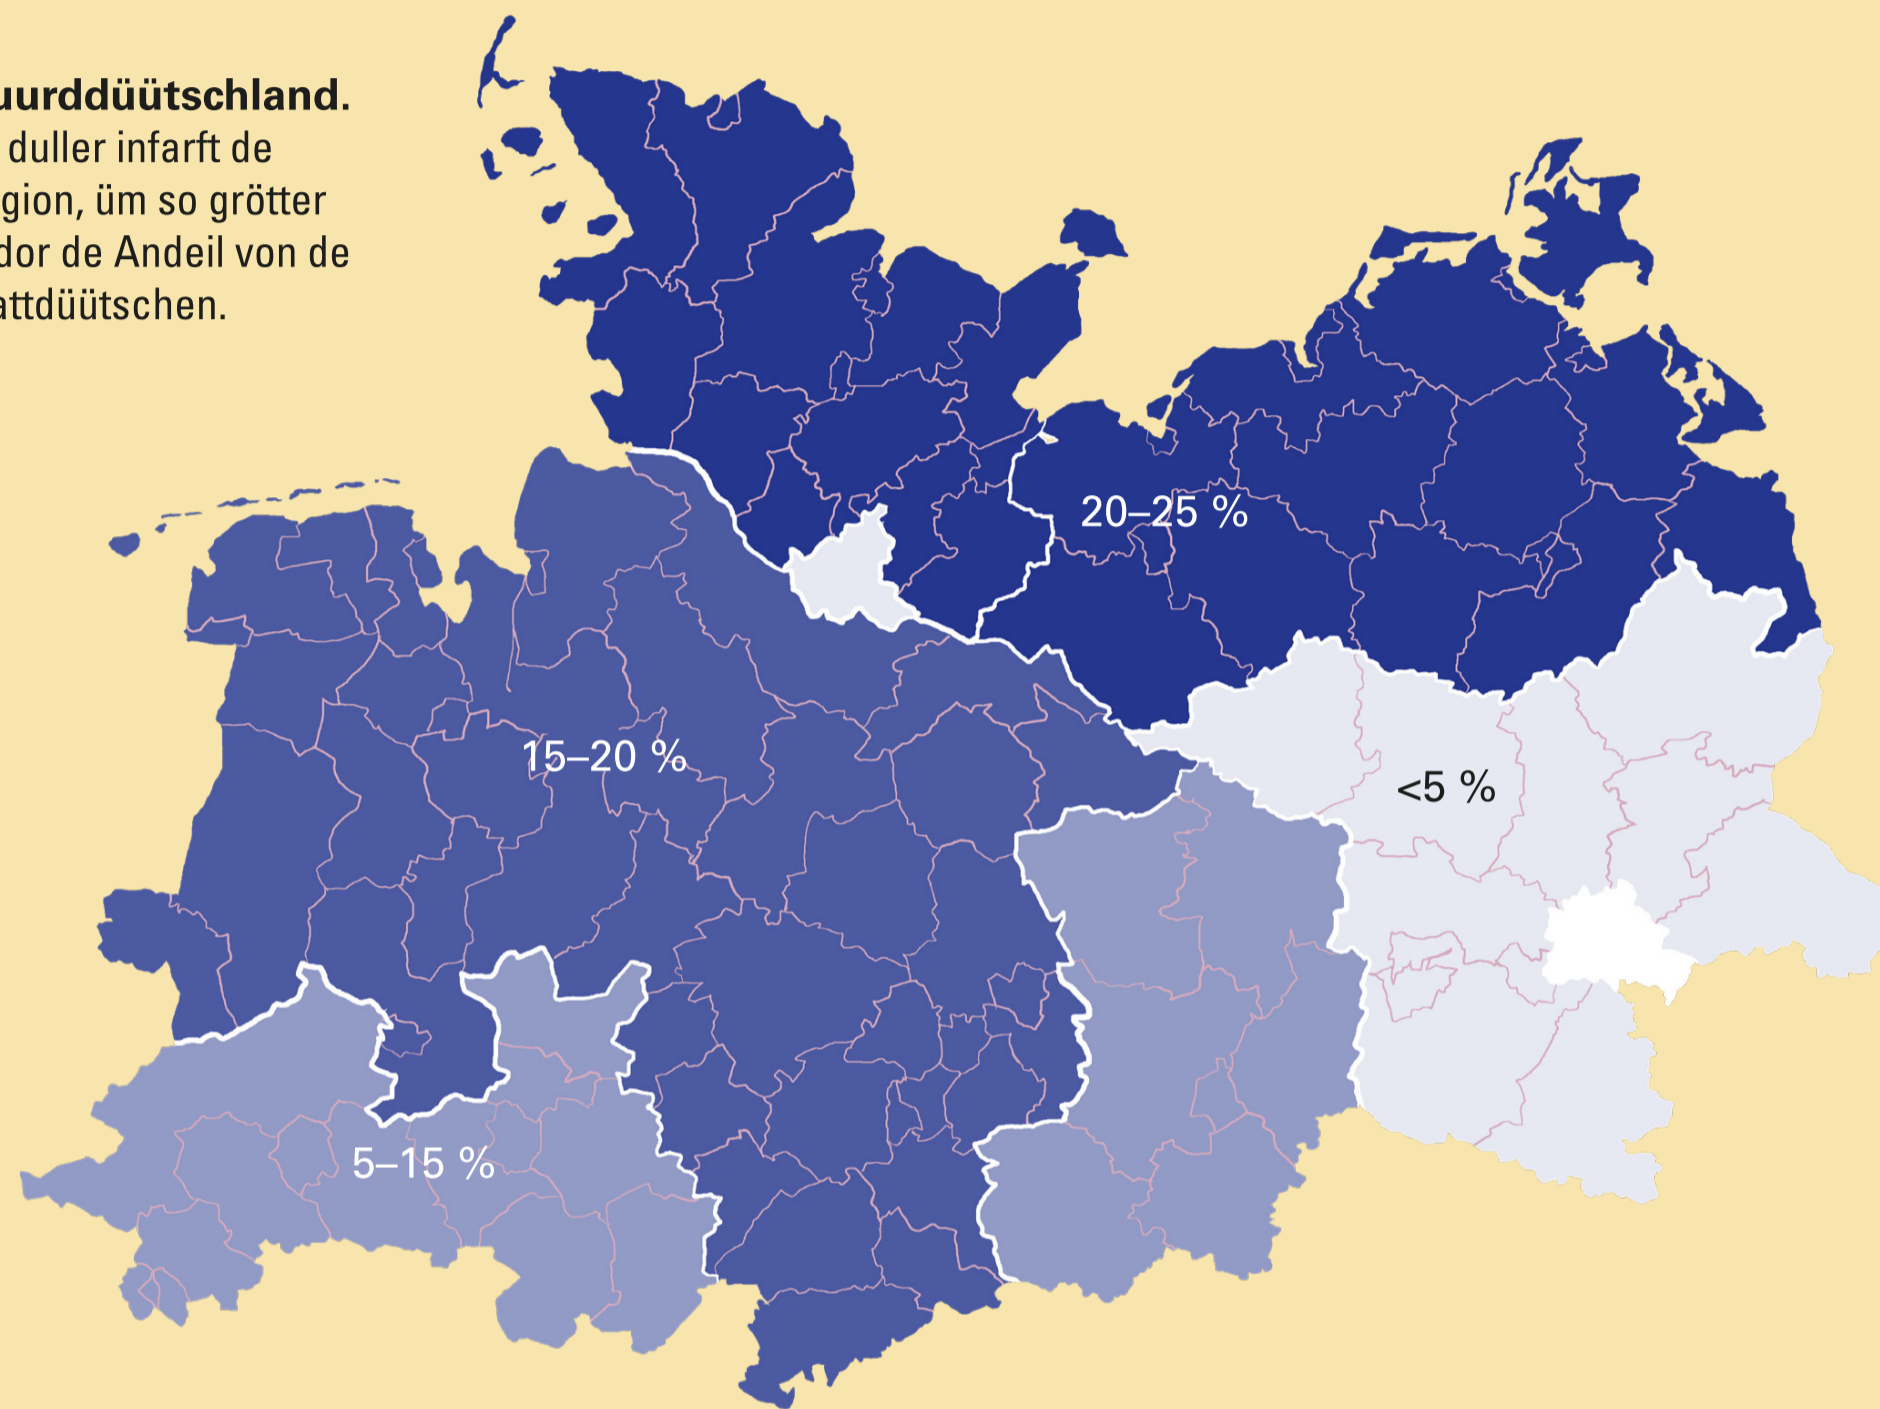 uurddüütschland.
duller infarft de
gion, üm so grötter
dor de Andeil von de
attdüütschen.
20–25 %
15–20 %
<5 %
5–15 %